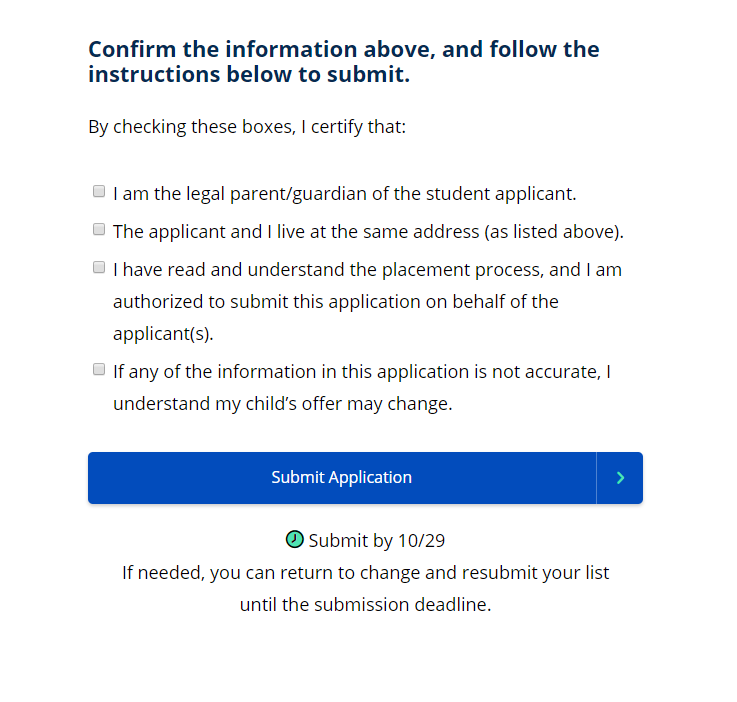 Confirm the information above, and follow the
instructions below to submit.
By checking these boxes, I certify that:
I am the legal parent/guardian of the student applicant.
The applicant and I live at the same address (as listed above).
I have read and understand the placement process, and I am
authorized to submit this application on behalf of the
applicant(s).
If any of the information in this application is not accurate, I
understand my child’s offer may change.
Submit Application
Submit by 10/29
If needed, you can return to change and resubmit your list
until the submission deadline.